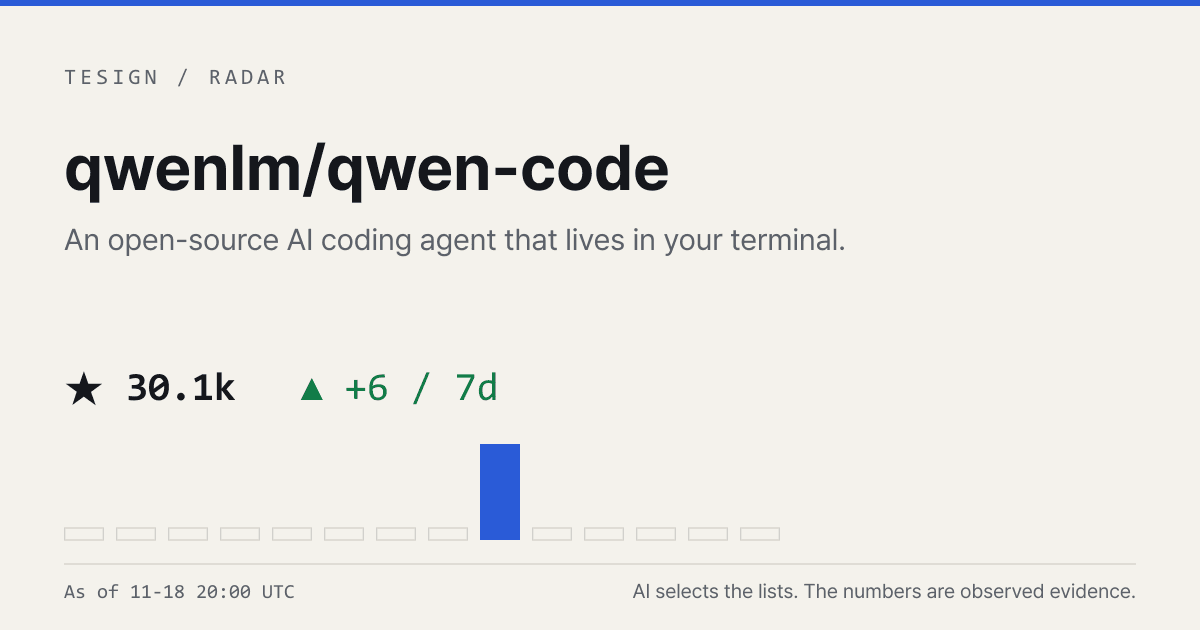 TESIGN / RADAR
qwenlm/qwen-code
An open-source AI coding agent that lives in your terminal.
★ 30.1k ▲ +6 / 7d
As of 11-18 20:00 UTC
AI selects the lists. The numbers are observed evidence.